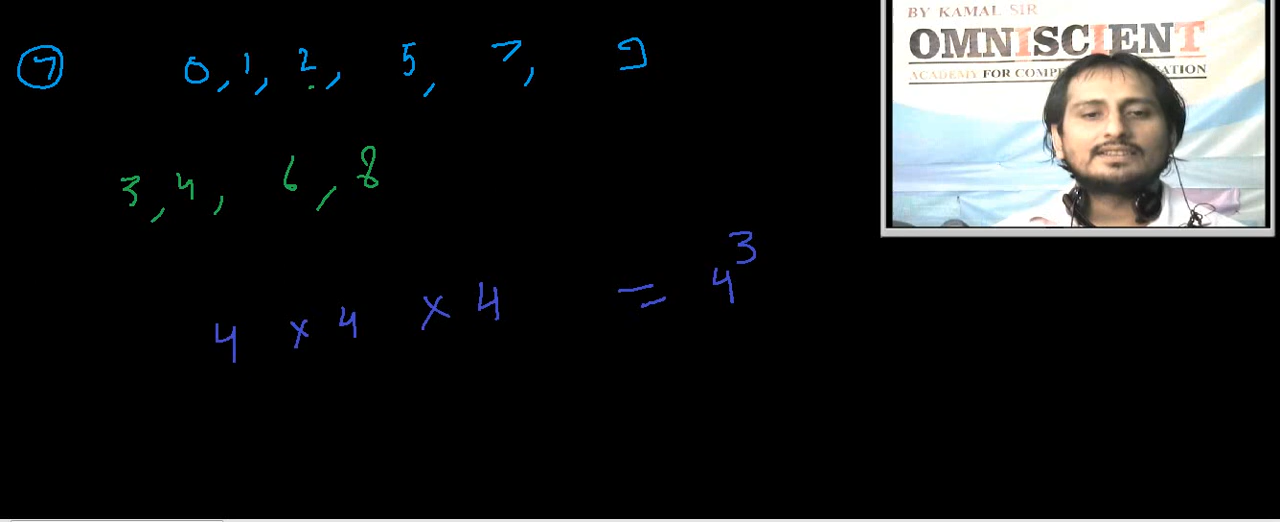 BY KAMAL SIR
OMNISCIENT
ACADEMY FOR COMP
ATION
7 0, 1, 2, 5, 7, 9
3, 4, 6, 8
4 x 4 x 4 = 4³